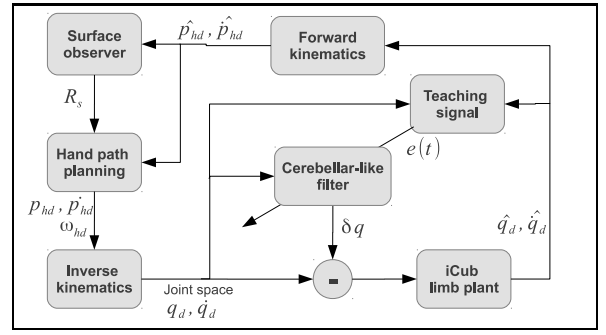 Surface
observer
p̂_hd , ṗ̂_hd
Forward
kinematics
Teaching
signal
R_s
e(t)
Hand path
planning
Cerebellar-like
filter
p_hd , ṗ_hd
ω_hd
δq
q̂_d , q̇̂_d
Inverse
kinematics
Joint space
q_d , q̇_d
-
iCub
limb plant